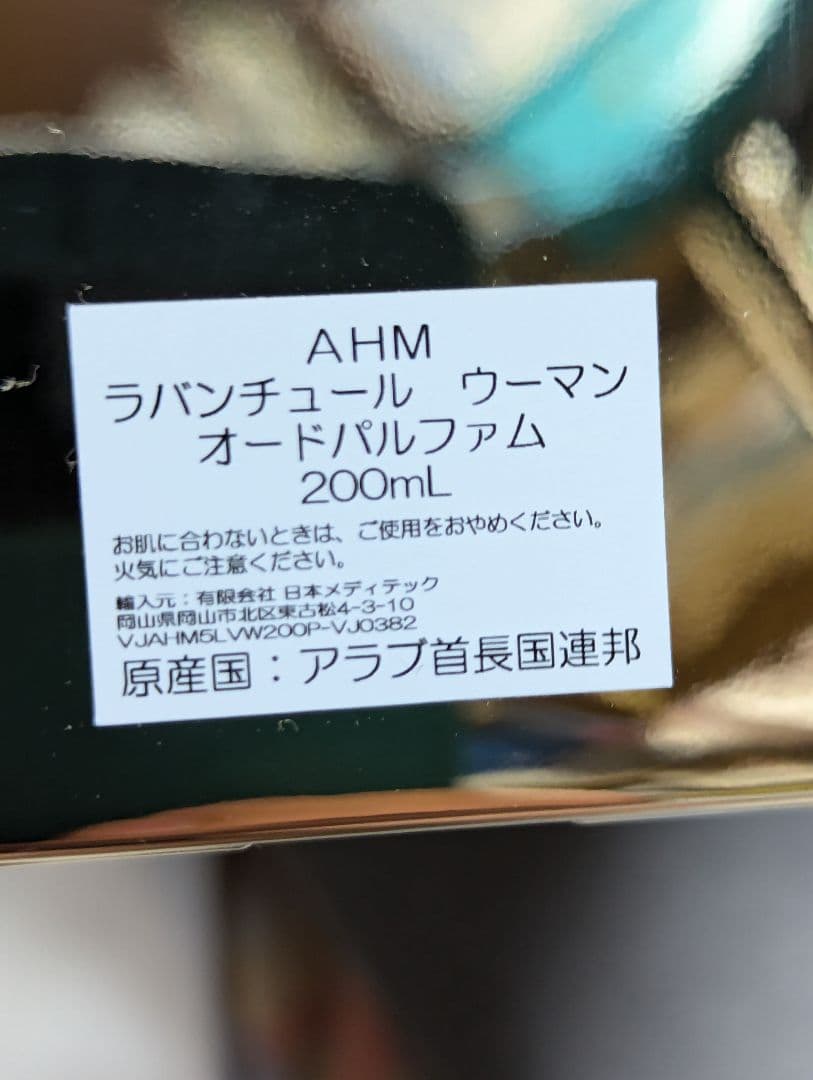 AHM
ラバンチュール　ウーマン
オードパルファム
200mL
お肌に合わないときは、ご使用をおやめください。
火気にご注意ください。
輸入元：有限会社 日本メディテック
岡山県岡山市北区東古松4-3-10
VJAHM5LVW200P-VJ0382
原産国：アラブ首長国連邦